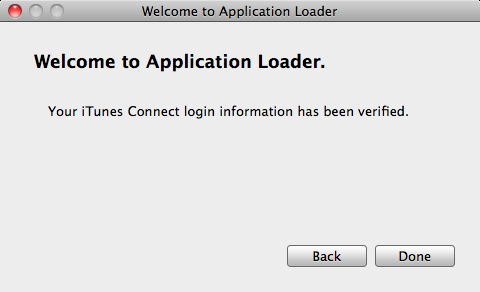 Welcome to Application Loader
Welcome to Application Loader.
Your iTunes Connect login information has been verified.
Back Done